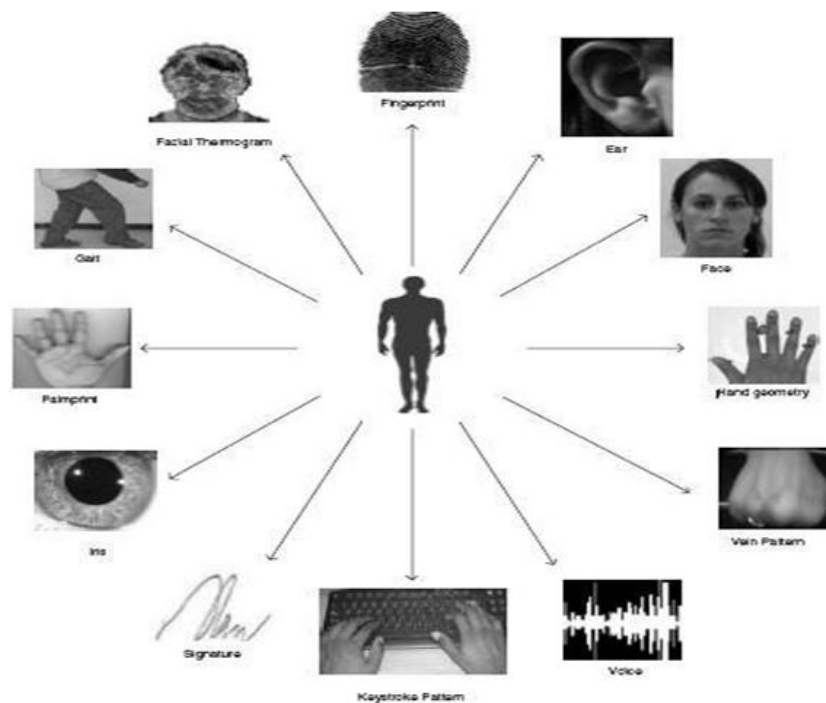 Fingerprint
Facial Thermogram
Ear
Gait
Face
Palmprint
Hand geometry
Iris
Vein Pattern
Signature
Voice
Keystroke Pattern